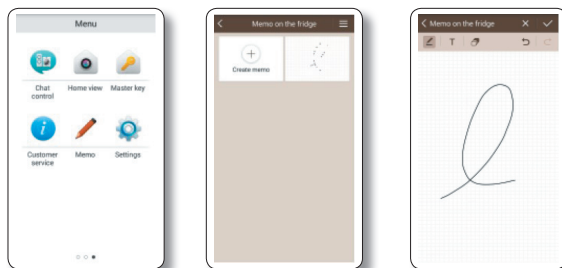 Menu
Chat control
Home view
Master key
Customer service
Memo
Settings
Memo on the fridge
Create memo
Memo on the fridge
T